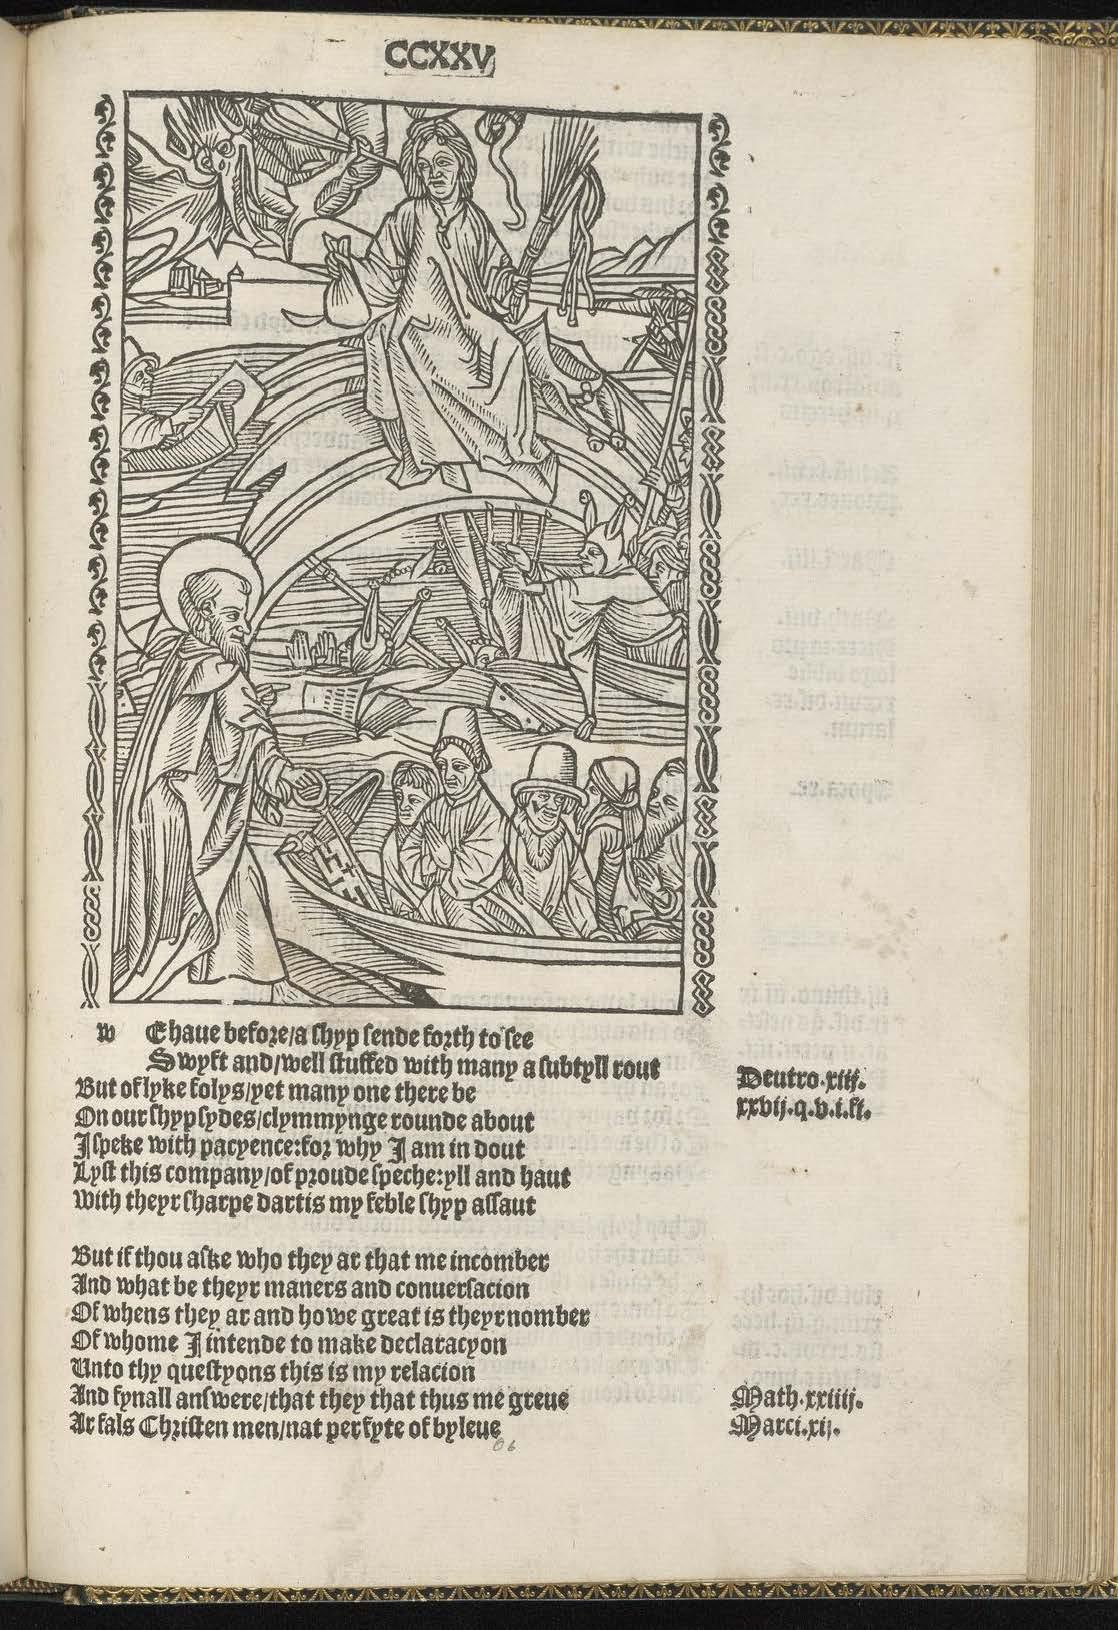 CCXXV
w Ehaue before/a shyp sende forth to see
Swyft and/well stuffed with many a subtyll rout
But of lyke folys/yet many one there be
On our shyp sydes/clymmynge rounde about
I speke with pacyence:for why I am in dout
Lyst this company/of proude speche:yll and haut
With theyr sharpe dartis my feble shyp assaut
Deutro.xiij.
xxvij.q.v.i.fi.
But if thou aske who they ar that me incomber
And what be theyr maners and conuersacion
Of whens they ar and howe great is theyr nomber
Of whome I intende to make declaracyon
Unto thy questyons this is my relacion
And fynall answere/that they that thus me greue
Ar fals Christen men/nat perfyte of byleue
Math.xxiiij.
Marci.xij.